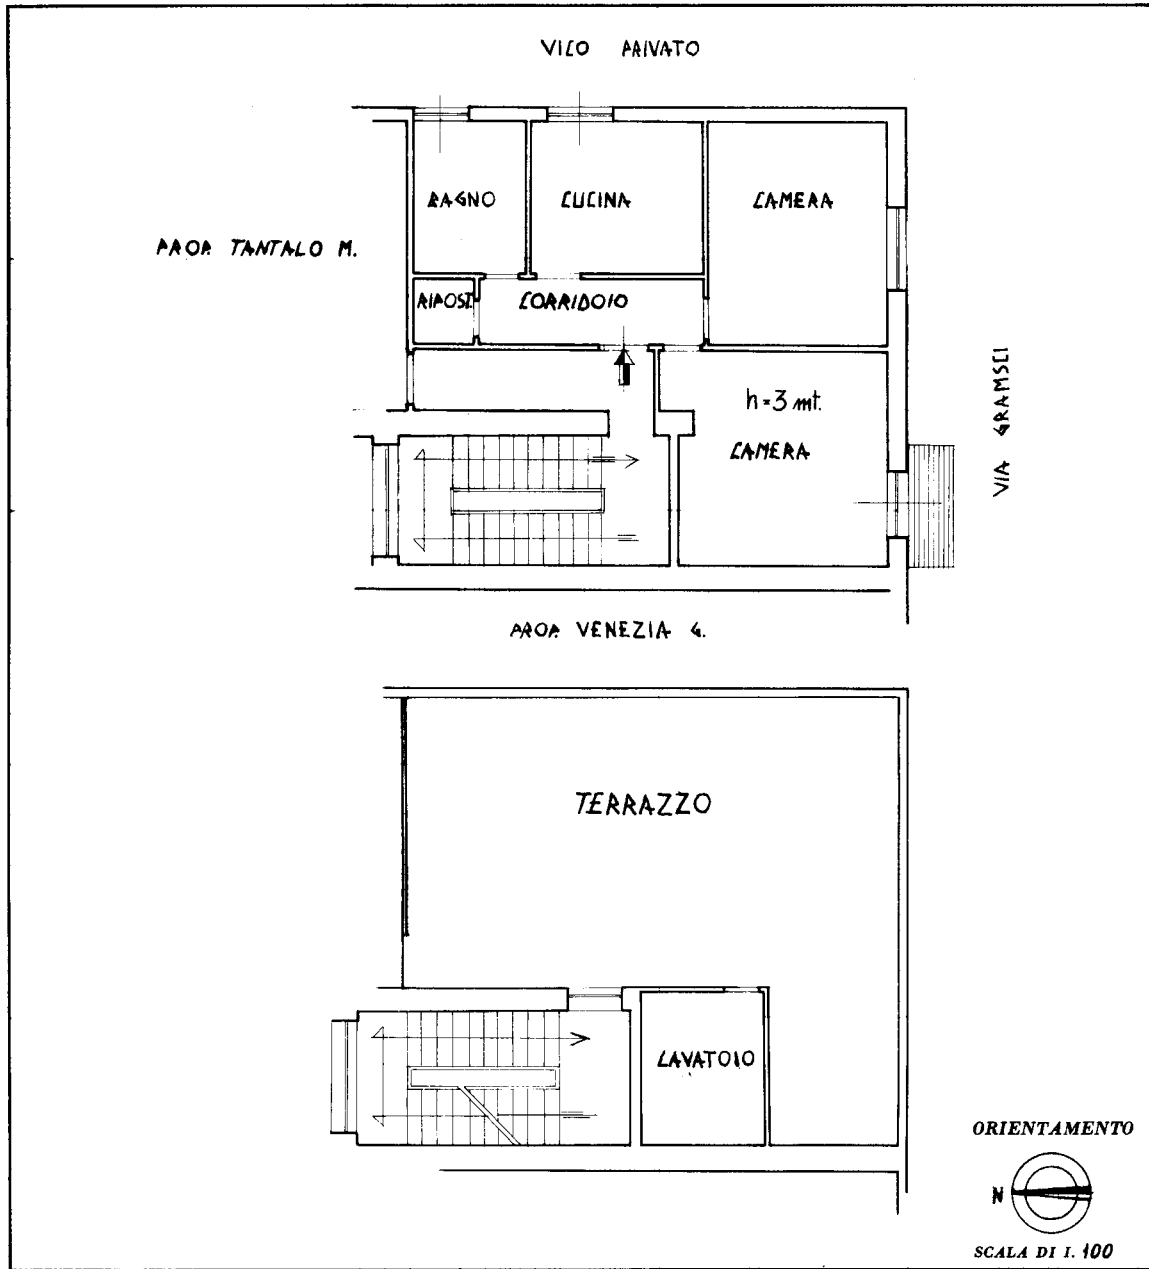 VICO PRIVATO
BAGNO
CUCINA
CAMERA
PROP. TANTALO M.
RIPOST.
CORRIDOIO
h=3 mt.
CAMERA
VIA GRAMSCI
PROP. VENEZIA G.
TERRAZZO
LAVATOIO
ORIENTAMENTO
N
SCALA DI 1. 100